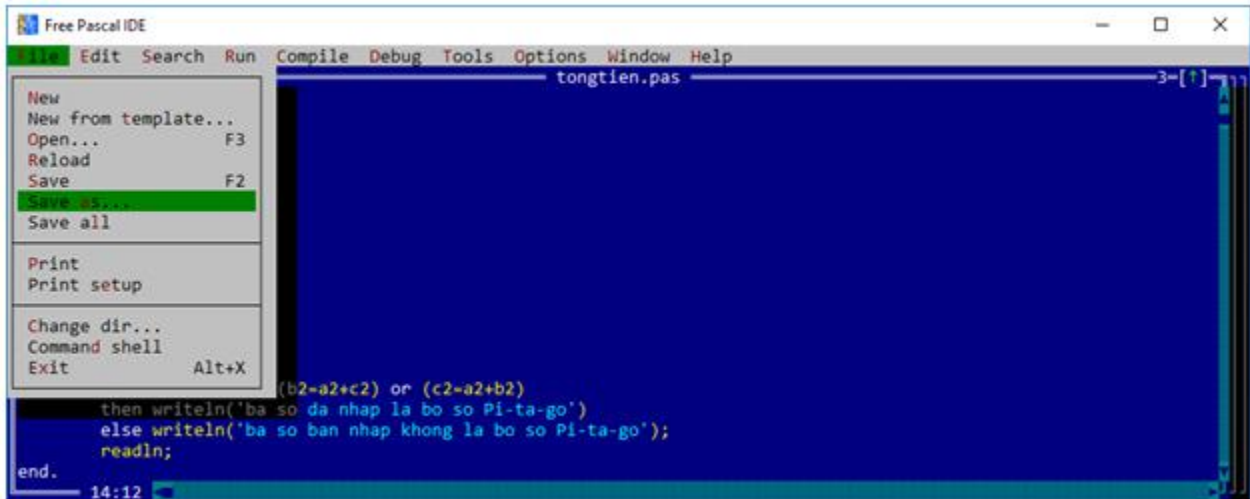 Free Pascal IDE
File Edit Search Run Compile Debug Tools Options Window Help
tongtien.pas 3-[↑]
New
New from template...
Open... F3
Reload
Save F2
Save as...
Save all
Print
Print setup
Change dir...
Command shell
Exit Alt+X
(b2=a2+c2) or (c2=a2+b2)
then writeln('ba so da nhap la bo so Pi-ta-go')
else writeln('ba so ban nhap khong la bo so Pi-ta-go');
readln;
end.
14:12